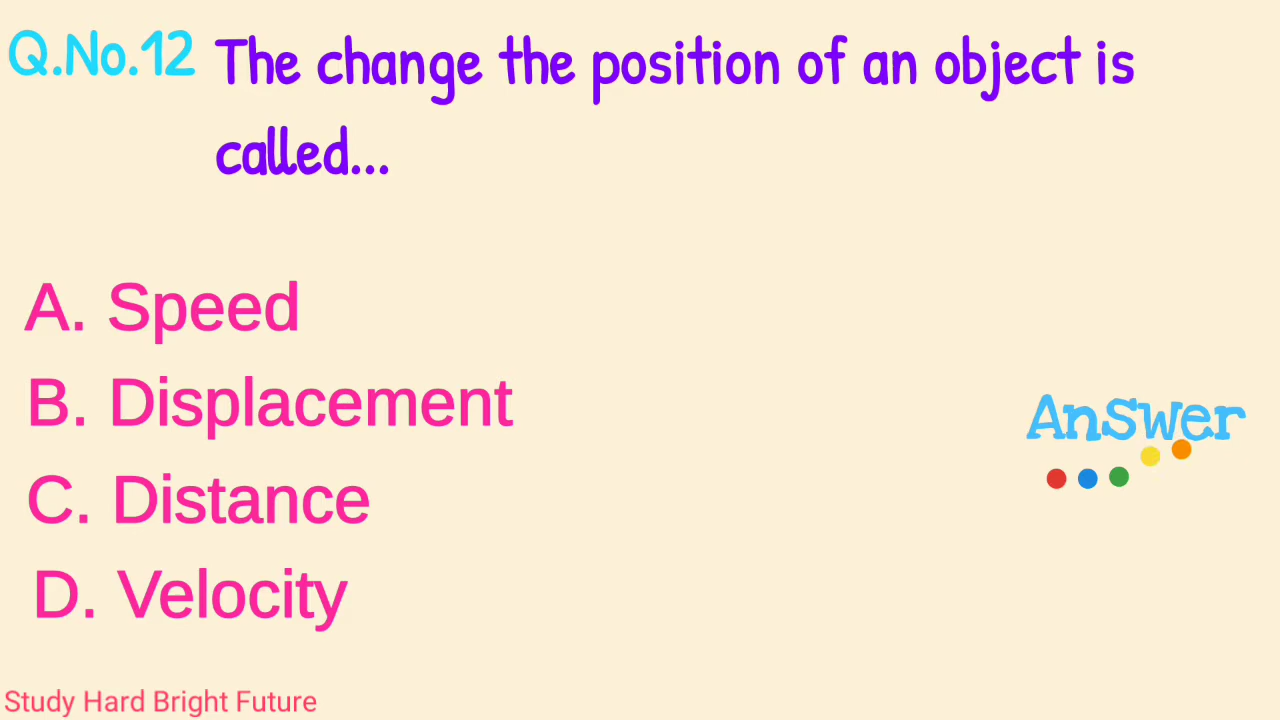 Q.No.12 The change the position of an object is
called...
A. Speed
B. Displacement
Answer
C. Distance
D. Velocity
Study Hard Bright Future